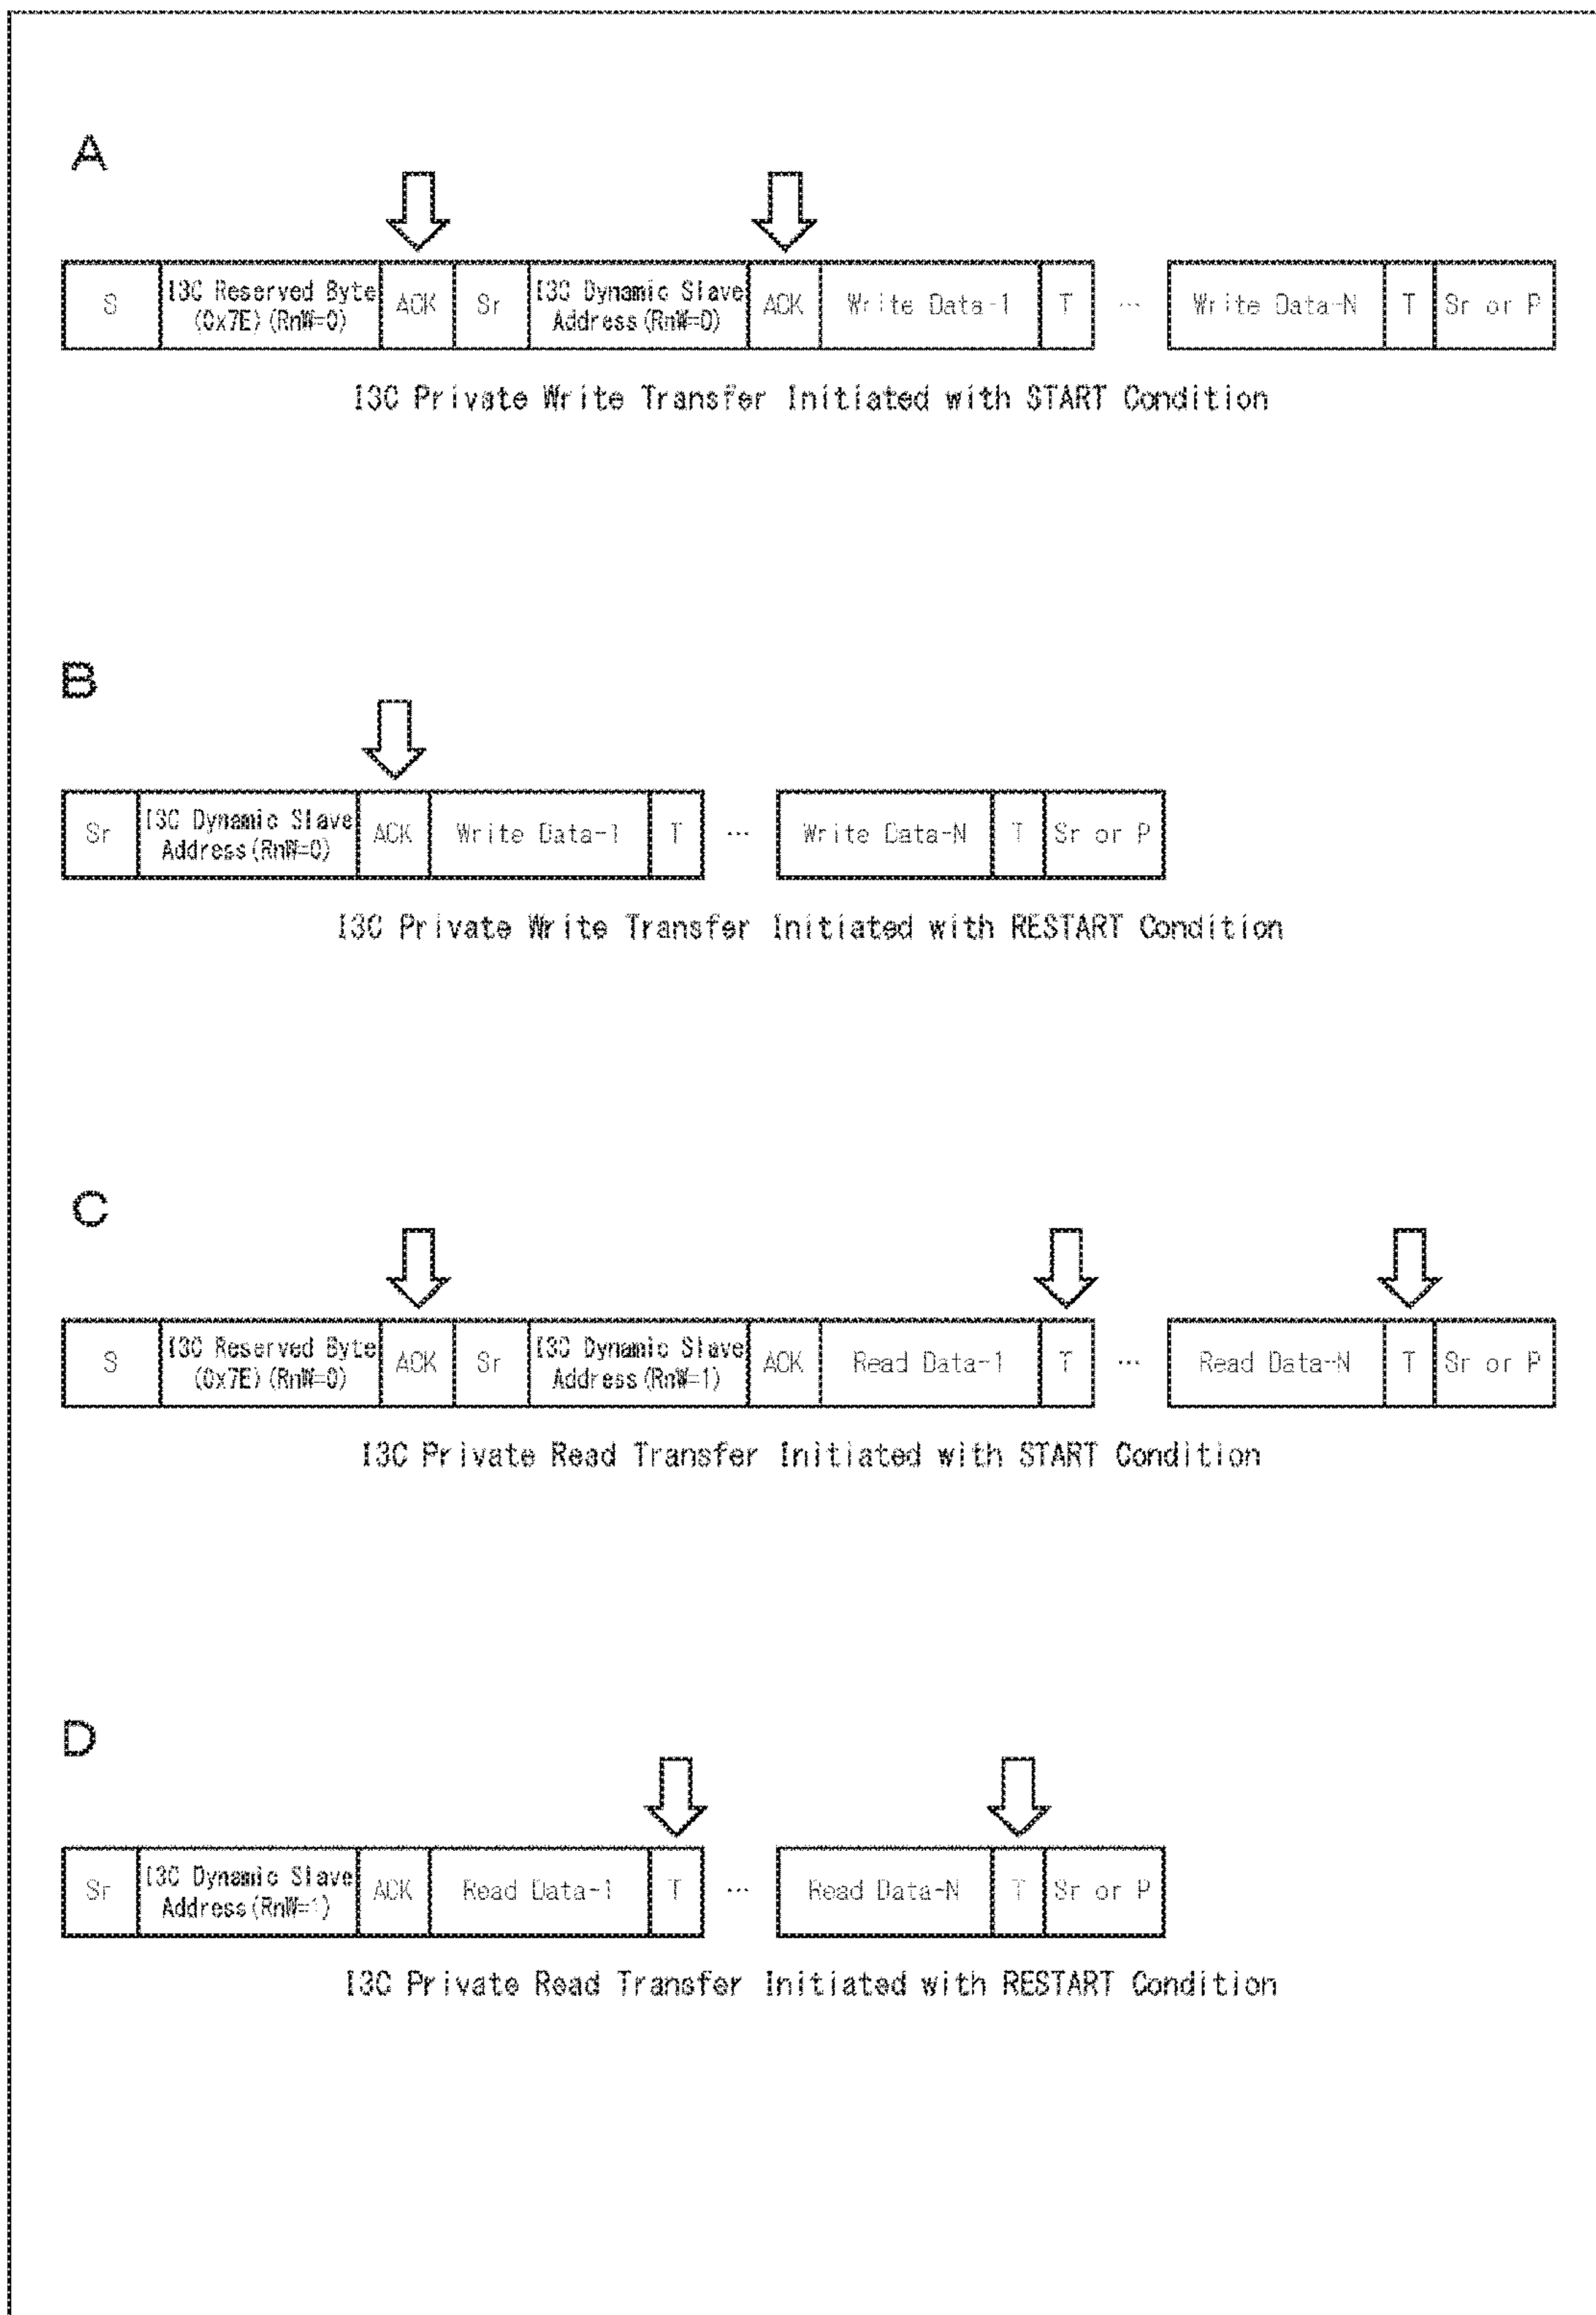 A
S I3C Reserved Byte (0x7E) (RnW=0) ACK Sr I3C Dynamic Slave Address (RnW=0) ACK Write Data-1 T ... Write Data-N T Sr or P
I3C Private Write Transfer Initiated with START Condition
B
Sr I3C Dynamic Slave Address (RnW=0) ACK Write Data-1 T ... Write Data-N T Sr or P
I3C Private Write Transfer Initiated with RESTART Condition
C
S I3C Reserved Byte (0x7E) (RnW=0) ACK Sr I3C Dynamic Slave Address (RnW=1) ACK Read Data-1 T ... Read Data-N T Sr or P
I3C Private Read Transfer Initiated with START Condition
D
Sr I3C Dynamic Slave Address (RnW=1) ACK Read Data-1 T ... Read Data-N T Sr or P
I3C Private Read Transfer Initiated with RESTART Condition